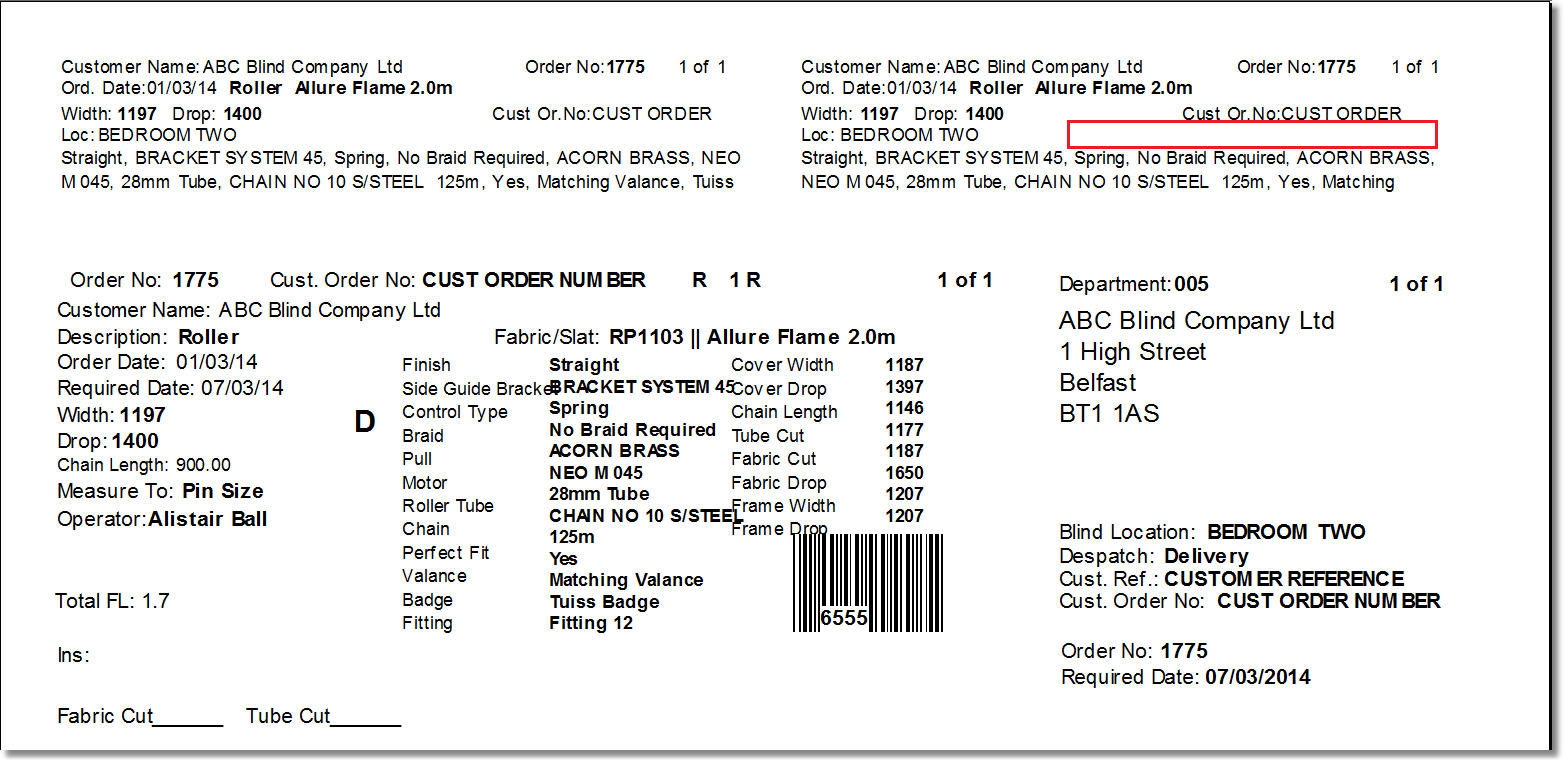 Customer Name: ABC Blind Company Ltd Order No: 1775 1 of 1
Ord. Date: 01/03/14 Roller Allure Flame 2.0m
Width: 1197 Drop: 1400 Cust Or.No: CUST ORDER
Loc: BEDROOM TWO
Straight, BRACKET SYSTEM 45, Spring, No Braid Required, ACORN BRASS, NEO
M 045, 28mm Tube, CHAIN NO 10 S/STEEL 125m, Yes, Matching Valance, Tuiss
Customer Name: ABC Blind Company Ltd Order No: 1775 1 of 1
Ord. Date: 01/03/14 Roller Allure Flame 2.0m
Width: 1197 Drop: 1400 Cust Or.No: CUST ORDER
Loc: BEDROOM TWO
Straight, BRACKET SYSTEM 45, Spring, No Braid Required, ACORN BRASS,
NEO M 045, 28mm Tube, CHAIN NO 10 S/STEEL 125m, Yes, Matching
Order No: 1775 Cust. Order No: CUST ORDER NUMBER R 1 R 1 of 1
Customer Name: ABC Blind Company Ltd
Description: Roller Fabric/Slat: RP1103 || Allure Flame 2.0m
Order Date: 01/03/14
Required Date: 07/03/14
Width: 1197
Drop: 1400
Chain Length: 900.00
Measure To: Pin Size
Operator: Alistair Ball
D
Total FL: 1.7
Ins:
Fabric Cut______ Tube Cut______
Finish
Side Guide Bracket
Control Type
Braid
Pull
Motor
Roller Tube
Chain
Perfect Fit
Valance
Badge
Fitting
Straight
BRACKET SYSTEM 45
Spring
No Braid Required
ACORN BRASS
NEO M 045
28mm Tube
CHAIN NO 10 S/STEEL
125m
Yes
Matching Valance
Tuiss Badge
Fitting 12
Cover Width 1187
Cover Drop 1397
Chain Length 1146
Tube Cut 1177
Fabric Cut 1187
Fabric Drop 1650
Frame Width 1207
Frame Drop 1207
6555
Department: 005 1 of 1
ABC Blind Company Ltd
1 High Street
Belfast
BT1 1AS
Blind Location: BEDROOM TWO
Despatch: Delivery
Cust. Ref.: CUSTOMER REFERENCE
Cust. Order No: CUST ORDER NUMBER
Order No: 1775
Required Date: 07/03/2014